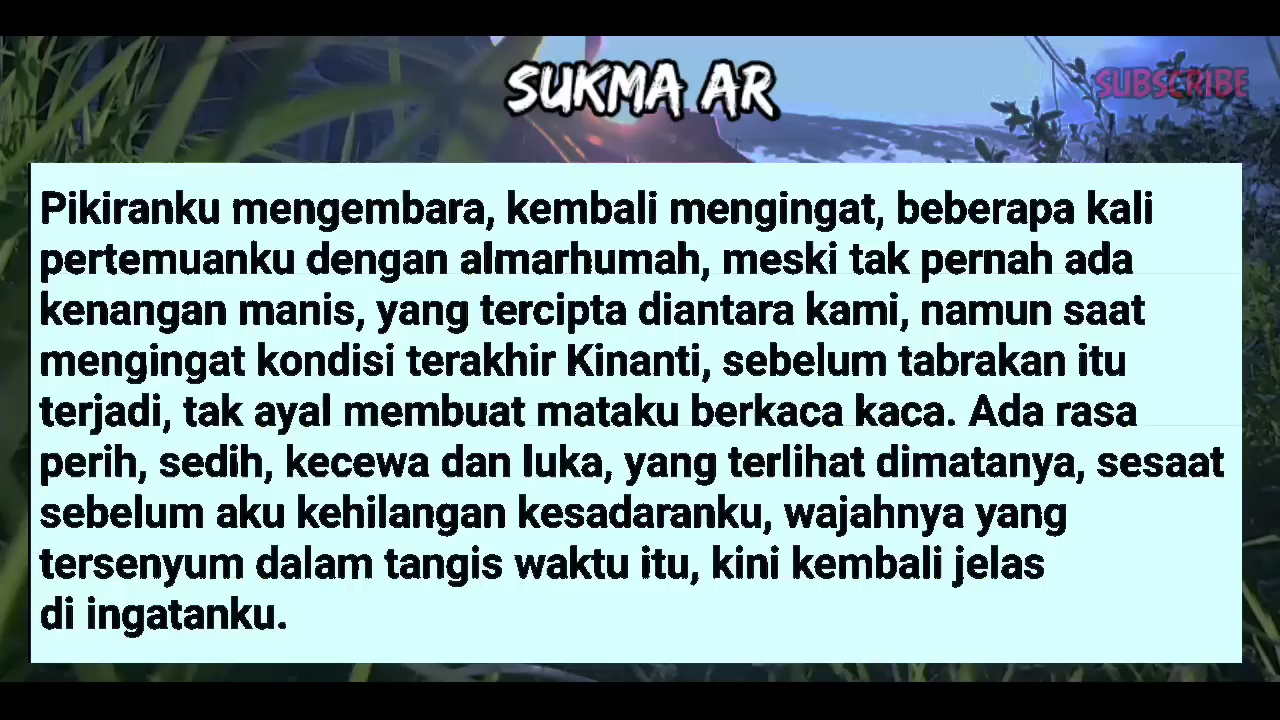 SUKMA AR
SUBSCRIBE
Pikiranku mengembara, kembali mengingat, beberapa kali
pertemuanku dengan almarhumah, meski tak pernah ada
kenangan manis, yang tercipta diantara kami, namun saat
mengingat kondisi terakhir Kinanti, sebelum tabrakan itu
terjadi, tak ayal membuat mataku berkaca kaca. Ada rasa
perih, sedih, kecewa dan luka, yang terlihat dimatanya, sesaat
sebelum aku kehilangan kesadaranku, wajahnya yang
tersenyum dalam tangis waktu itu, kini kembali jelas
di ingatanku.